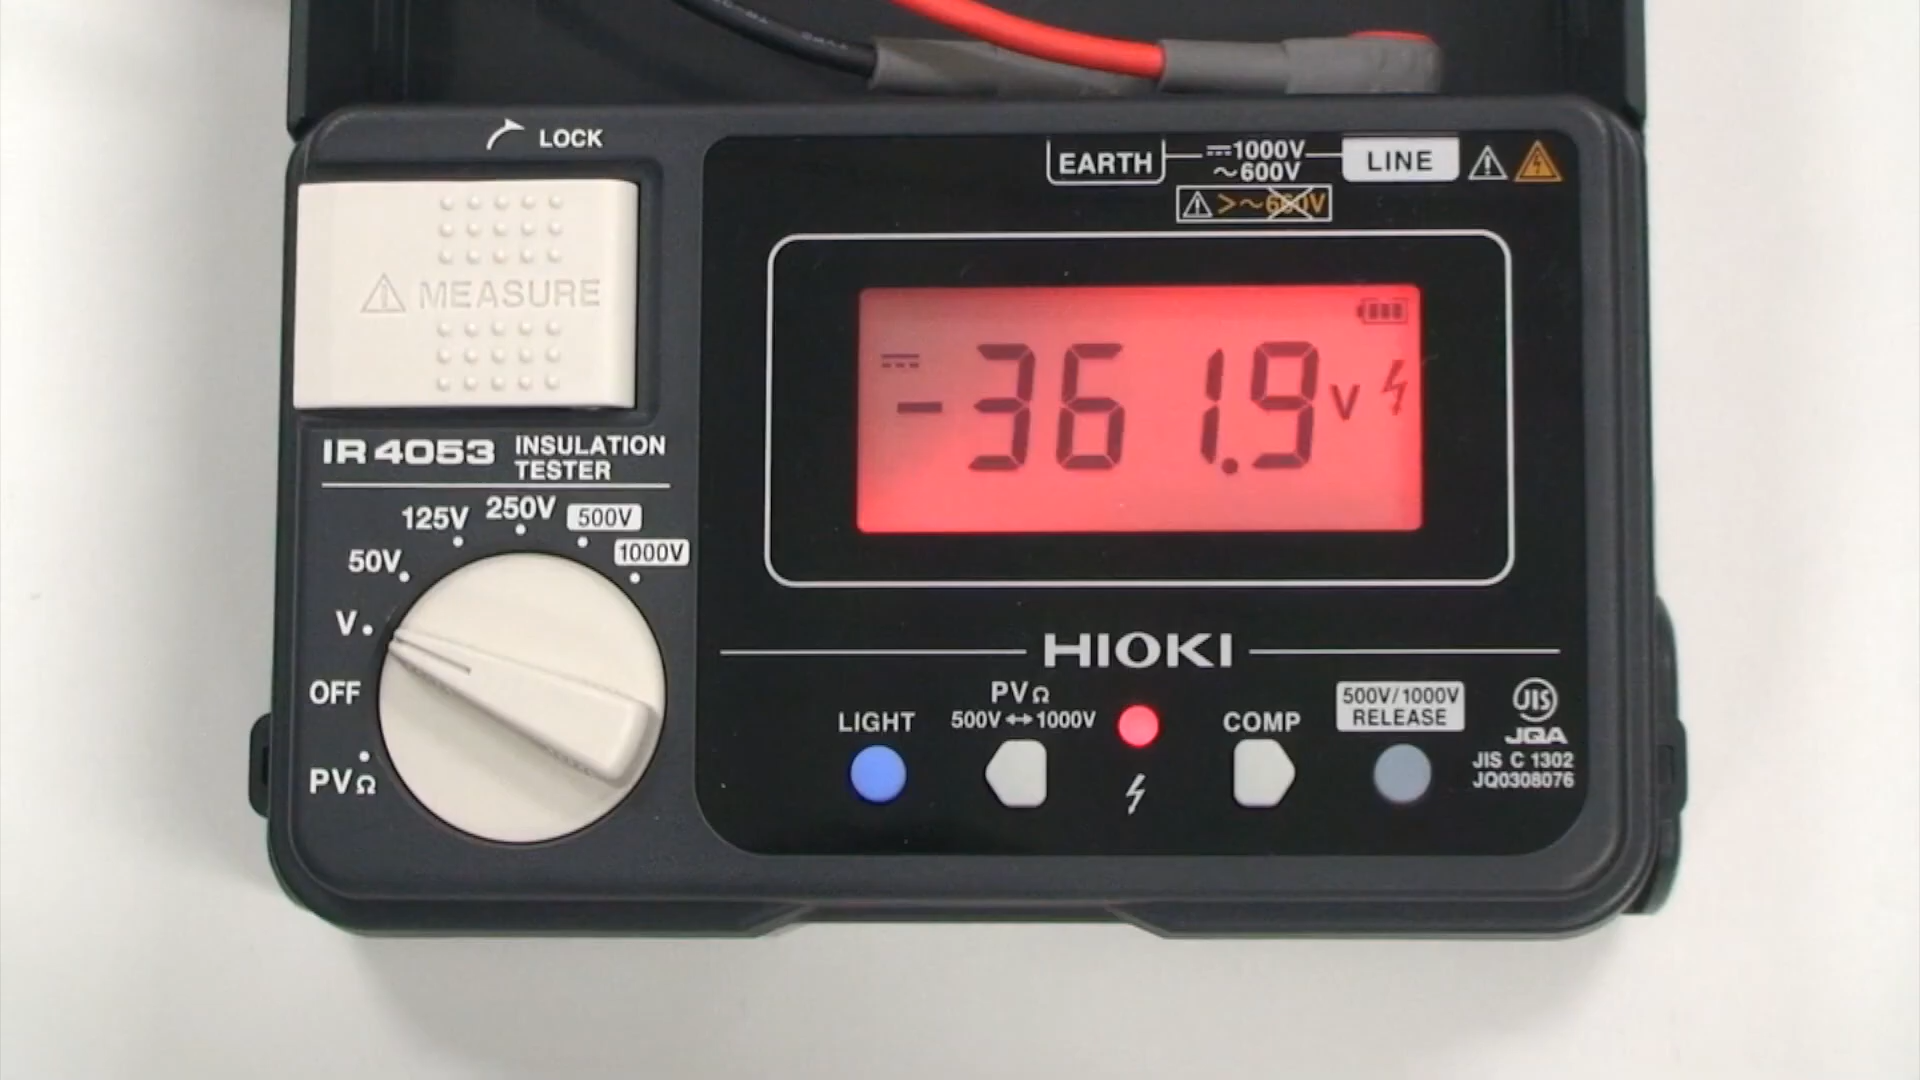 LOCK
EARTH
1000V
~600V
LINE
>~660V
MEASURE
-361.9 V
IR4053
INSULATION
TESTER
50V
125V
250V
500V
1000V
V
OFF
PVΩ
HIOKI
LIGHT
PVΩ
500V↔1000V
COMP
500V/1000V
RELEASE
JIS
JQA
JIS C 1302
JQ0308076